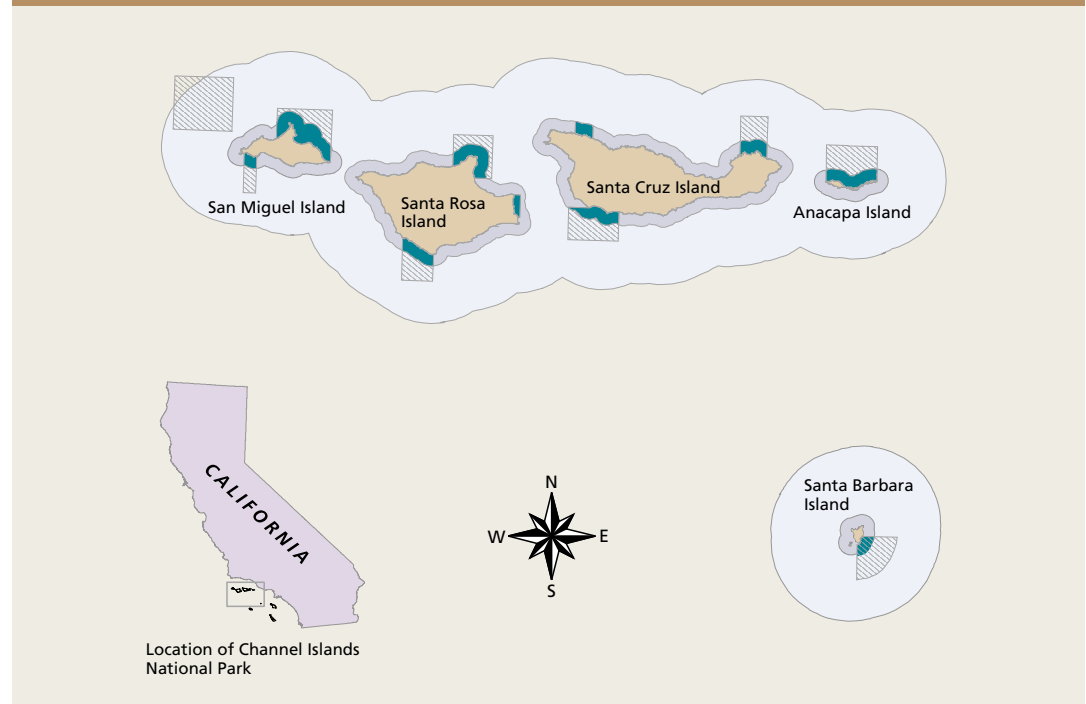 San Miguel Island
Santa Rosa
Island
Santa Cruz Island
Anacapa Island
CALIFORNIA
N
W
E
S
Santa Barbara
Island
Location of Channel Islands
National Park